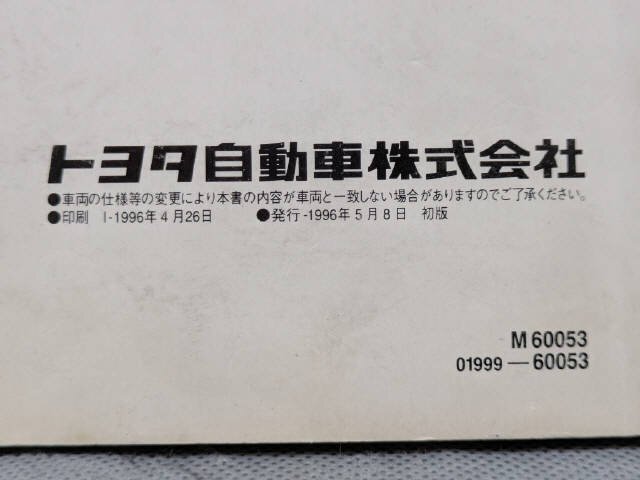 トヨタ自動車株式会社
●車両の仕様等の変更により本書の内容が車両と一致しない場合がありますのでご了承ください。
●印刷 I-1996年4月26日 ●発行-1996年5月8日 初版
M60053
01999—60053